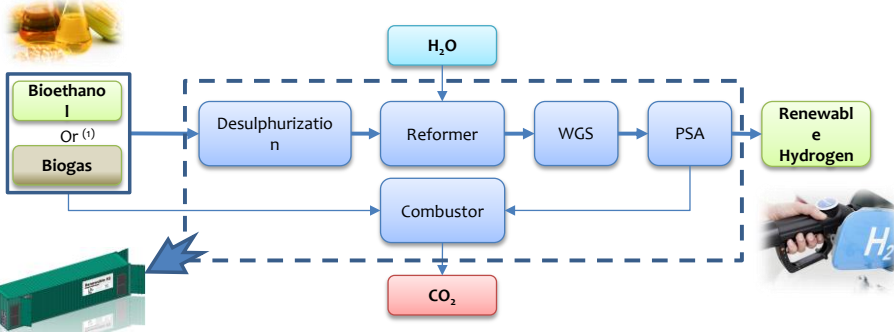 H₂O
Bioethano
l
Or (1)
Biogas
Desulphurizatio
n
Reformer
WGS
PSA
Renewabl
e
Hydrogen
Combustor
CO₂
H₂